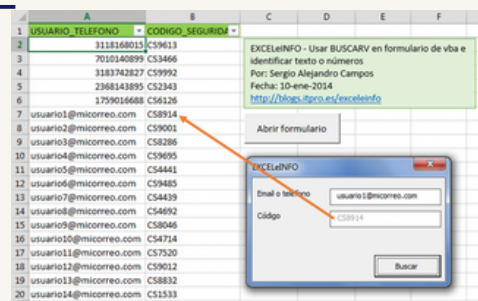 A B C D E F
1 USUARIO_TELEFONO CODIGO_SEGURIDA
2 3118168015 CS9613
3 7010140899 CS3466
4 3183742827 CS9992
5 2368143895 CS2343
6 1759016688 CS6126
7 usuario1@micorreo.com CS8914
8 usuario2@micorreo.com CS9001
9 usuario3@micorreo.com CS8286
10 usuario4@micorreo.com CS9695
11 usuario5@micorreo.com CS4441
12 usuario6@micorreo.com CS9485
13 usuario7@micorreo.com CS4439
14 usuario8@micorreo.com CS4692
15 usuario9@micorreo.com CS8046
16 usuario10@micorreo.com CS4714
17 usuario11@micorreo.com CS7520
18 usuario12@micorreo.com CS9012
19 usuario13@micorreo.com CS8832
20 usuario14@micorreo.com CS1533
EXCELeINFO - Usar BUSCARV en formulario de vba e
identificar texto o números
Por: Sergio Alejandro Campos
Fecha: 10-ene-2014
http://blogs.itpro.es/exceleinfo
Abrir formulario
EXCELeINFO
Email o teléfono usuario1@micorreo.com
Código CS8914
Buscar